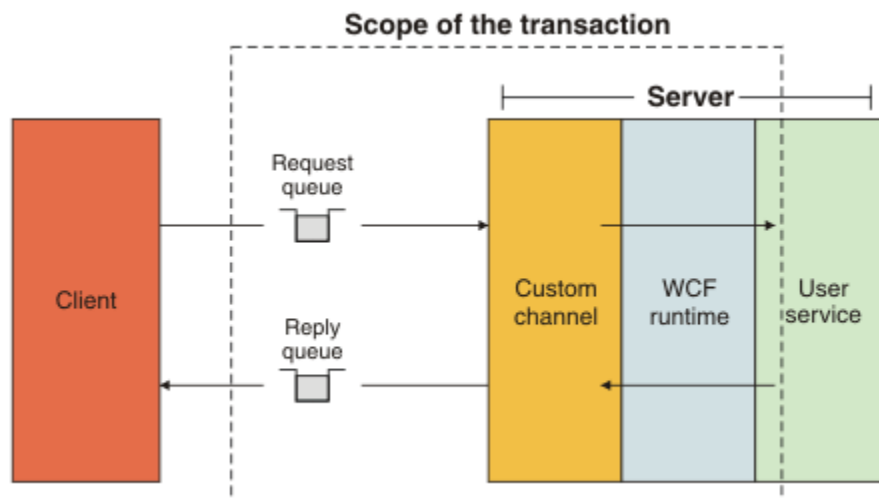 Scope of the transaction
Server
Request
queue
Client
Custom
channel
WCF
runtime
User
service
Reply
queue